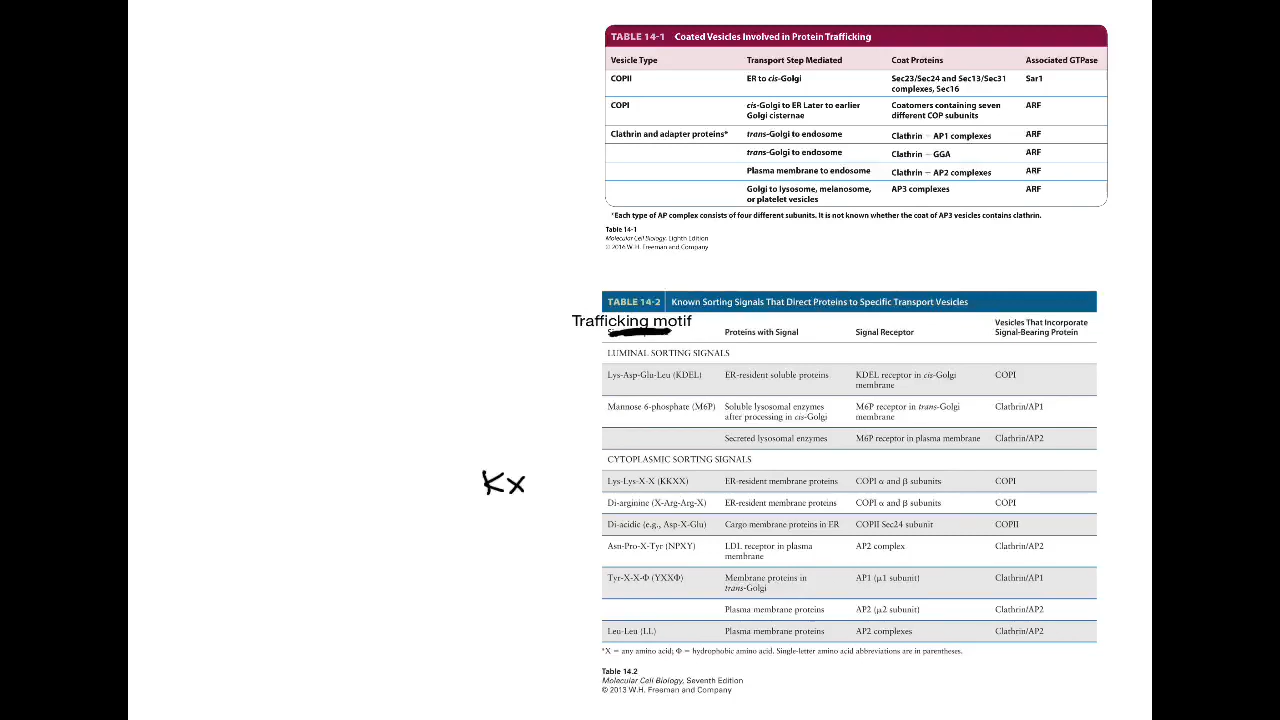 TABLE 14-1 Coated Vesicles Involved in Protein Trafficking
Vesicle Type Transport Step Mediated Coat Proteins Associated GTPase
COPII ER to cis-Golgi Sec23/Sec24 and Sec13/Sec31 Sar1
complexes, Sec16
COPI cis-Golgi to ER Later to earlier Coatomers containing seven ARF
Golgi cisternae different COP subunits
Clathrin and adapter proteins* trans-Golgi to endosome Clathrin – AP1 complexes ARF
trans-Golgi to endosome Clathrin – GGA ARF
Plasma membrane to endosome Clathrin – AP2 complexes ARF
Golgi to lysosome, melanosome, AP3 complexes ARF
or platelet vesicles
*Each type of AP complex consists of four different subunits. It is not known whether the coat of AP3 vesicles contains clathrin.
Table 14-1
Molecular Cell Biology, Eighth Edition
© 2016 W.H. Freeman and Company
TABLE 14-2 Known Sorting Signals That Direct Proteins to Specific Transport Vesicles
Trafficking motif
Vesicles That Incorporate
Proteins with Signal Signal Receptor Signal-Bearing Protein
LUMINAL SORTING SIGNALS
Lys-Asp-Glu-Leu (KDEL) ER-resident soluble proteins KDEL receptor in cis-Golgi COPI
membrane
Mannose 6-phosphate (M6P) Soluble lysosomal enzymes M6P receptor in trans-Golgi Clathrin/AP1
after processing in cis-Golgi membrane
Secreted lysosomal enzymes M6P receptor in plasma membrane Clathrin/AP2
CYTOPLASMIC SORTING SIGNALS
Lys-Lys-X-X (KKXX) ER-resident membrane proteins COPI α and β subunits COPI
Kx
Di-arginine (X-Arg-Arg-X) ER-resident membrane proteins COPI α and β subunits COPI
Di-acidic (e.g., Asp-X-Glu) Cargo membrane proteins in ER COPII Sec24 subunit COPII
Asn-Pro-X-Tyr (NPXY) LDL receptor in plasma AP2 complex Clathrin/AP2
membrane
Tyr-X-X-Φ (YXXΦ) Membrane proteins in AP1 (μ1 subunit) Clathrin/AP1
trans-Golgi
Plasma membrane proteins AP2 (μ2 subunit) Clathrin/AP2
Leu-Leu (LL) Plasma membrane proteins AP2 complexes Clathrin/AP2
*X = any amino acid; Φ = hydrophobic amino acid. Single-letter amino acid abbreviations are in parentheses.
Table 14.2
Molecular Cell Biology, Seventh Edition
© 2013 W.H. Freeman and Company